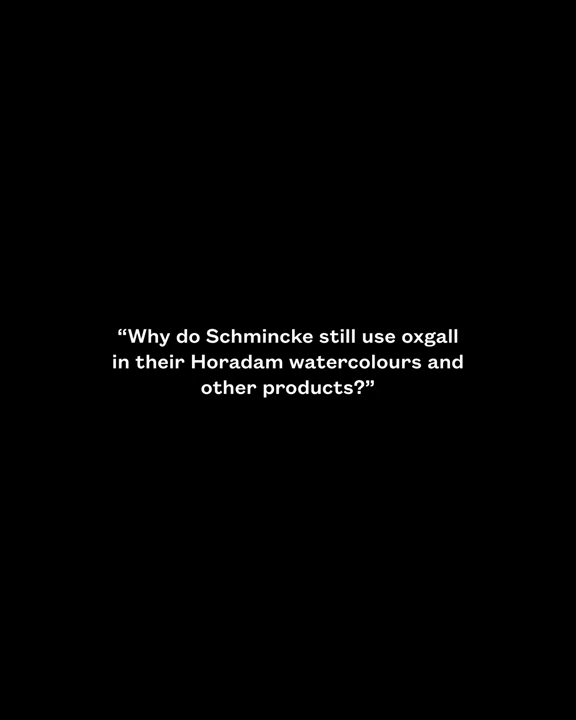 “Why do Schmincke still use oxgall
in their Horadam watercolours and
other products?”